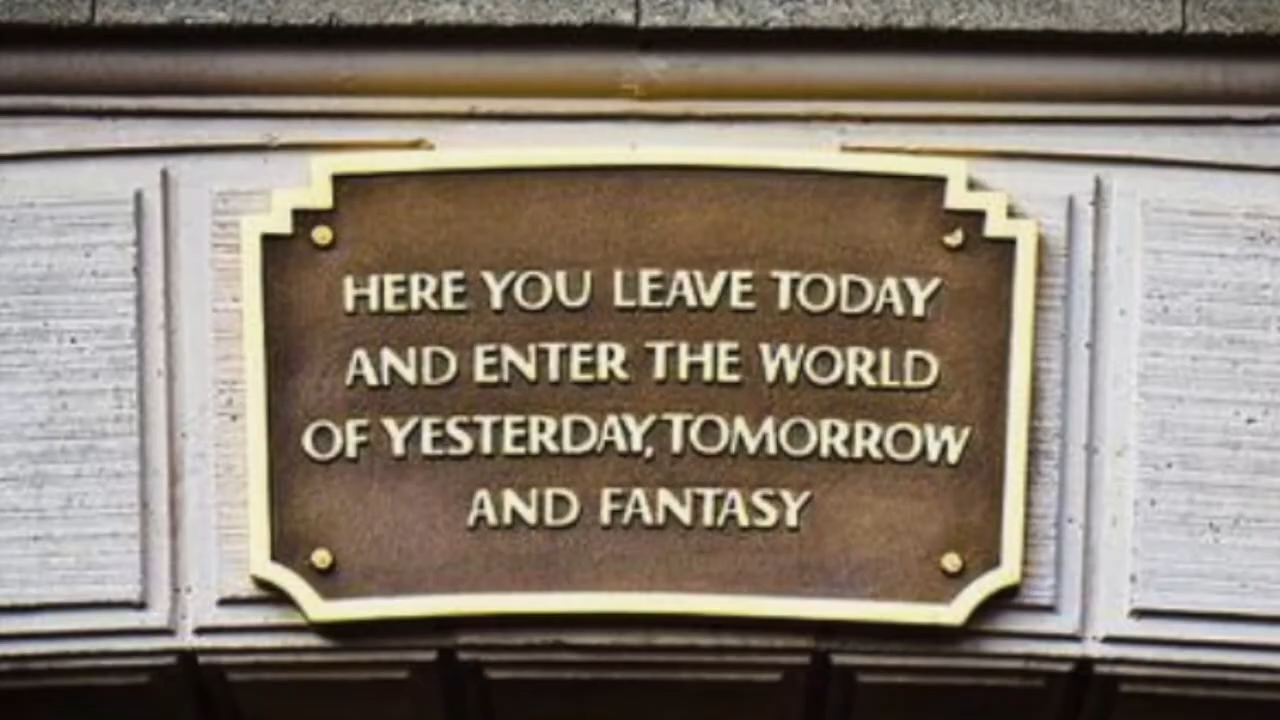 HERE YOU LEAVE TODAY
AND ENTER THE WORLD
OF YESTERDAY, TOMORROW
AND FANTASY